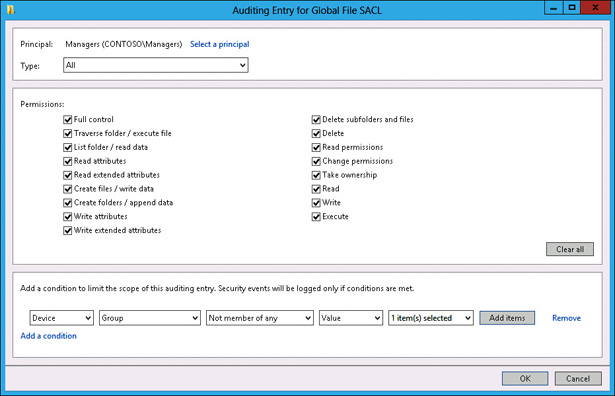 Auditing Entry for Global File SACL
Principal: Managers (CONTOSO\Managers) Select a principal
Type: All
Permissions:
Full control
Traverse folder / execute file
List folder / read data
Read attributes
Read extended attributes
Create files / write data
Create folders / append data
Write attributes
Write extended attributes
Delete subfolders and files
Delete
Read permissions
Change permissions
Take ownership
Read
Write
Execute
Clear all
Add a condition to limit the scope of this auditing entry. Security events will be logged only if conditions are met.
Device Group Not member of any Value 1 item(s) selected Add items Remove
Add a condition
OK Cancel